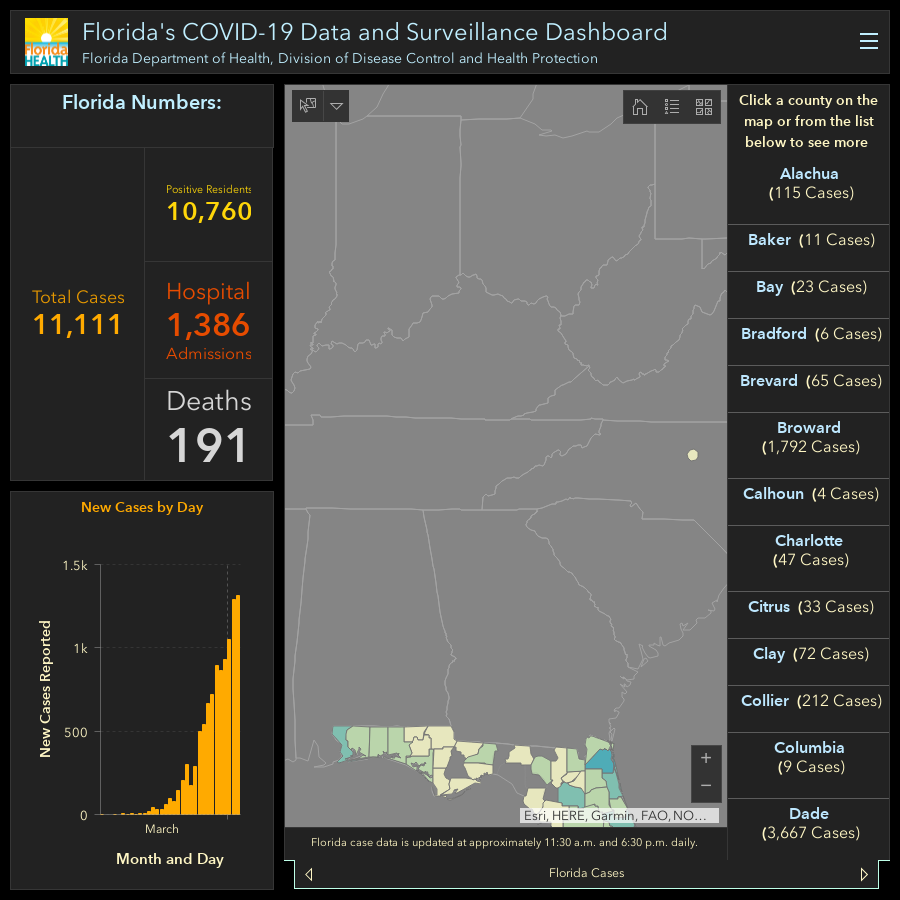 Florida
HEALTH
Florida's COVID-19 Data and Surveillance Dashboard
Florida Department of Health, Division of Disease Control and Health Protection
Florida Numbers:
Total Cases
11,111
Positive Residents
10,760
Hospital
1,386
Admissions
Deaths
191
New Cases by Day
1.5k
1k
500
0
New Cases Reported
March
Month and Day
Esri, HERE, Garmin, FAO, NO...
Florida case data is updated at approximately 11:30 a.m. and 6:30 p.m. daily.
Florida Cases
Click a county on the
map or from the list
below to see more
Alachua
(115 Cases)
Baker (11 Cases)
Bay (23 Cases)
Bradford (6 Cases)
Brevard (65 Cases)
Broward
(1,792 Cases)
Calhoun (4 Cases)
Charlotte
(47 Cases)
Citrus (33 Cases)
Clay (72 Cases)
Collier (212 Cases)
Columbia
(9 Cases)
Dade
(3,667 Cases)